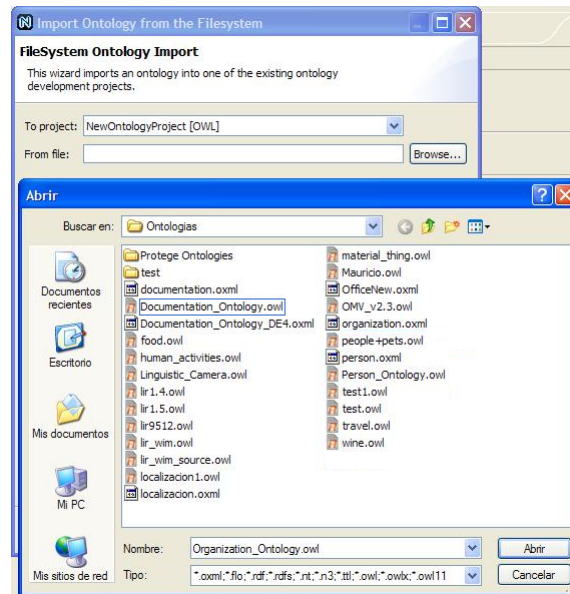 Import Ontology from the Filesystem
FileSystem Ontology Import
This wizard imports an ontology into one of the existing ontology
development projects.
To project: NewOntologyProject [OWL]
From file: Browse...
Abrir
Buscar en: Ontologias
Documentos
recientes
Escritorio
Mis documentos
Mi PC
Mis sitios de red
Protege Ontologies
test
documentation.oxml
Documentation_Ontology.owl
Documentation_Ontology_DE4.oxml
food.owl
human_activities.owl
Linguistic_Camera.owl
lir1.4.owl
lir1.5.owl
lir9512.owl
lir_wim.owl
lir_wim_source.owl
localizacion1.owl
localizacion.oxml
material_thing.owl
Mauricio.owl
OfficeNew.oxml
OMV_v2.3.owl
organization.oxml
people+pets.owl
person.oxml
Person_Ontology.owl
test1.owl
test.owl
travel.owl
wine.owl
Nombre: Organization_Ontology.owl Abrir
Tipo: *.oxml;*.flo;*.rdf;*.rdfs;*.nt;*.n3;*.ttl;*.owl;*.owlx;*.owl11 Cancelar